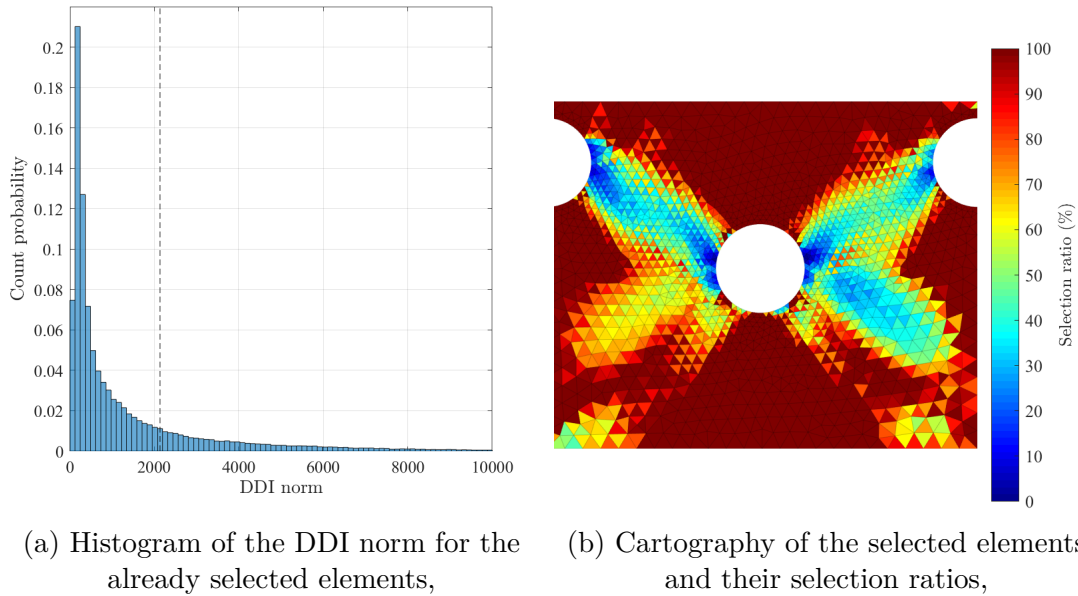 0.2
0.18
0.16
0.14
0.12
0.1
0.08
0.06
0.04
0.02
0
Count probability
0 2000 4000 6000 8000 10000
DDI norm
100
90
80
70
60
50
40
30
20
10
0
Selection ratio (%)
(a) Histogram of the DDI norm for the
already selected elements,
(b) Cartography of the selected elements
and their selection ratios,